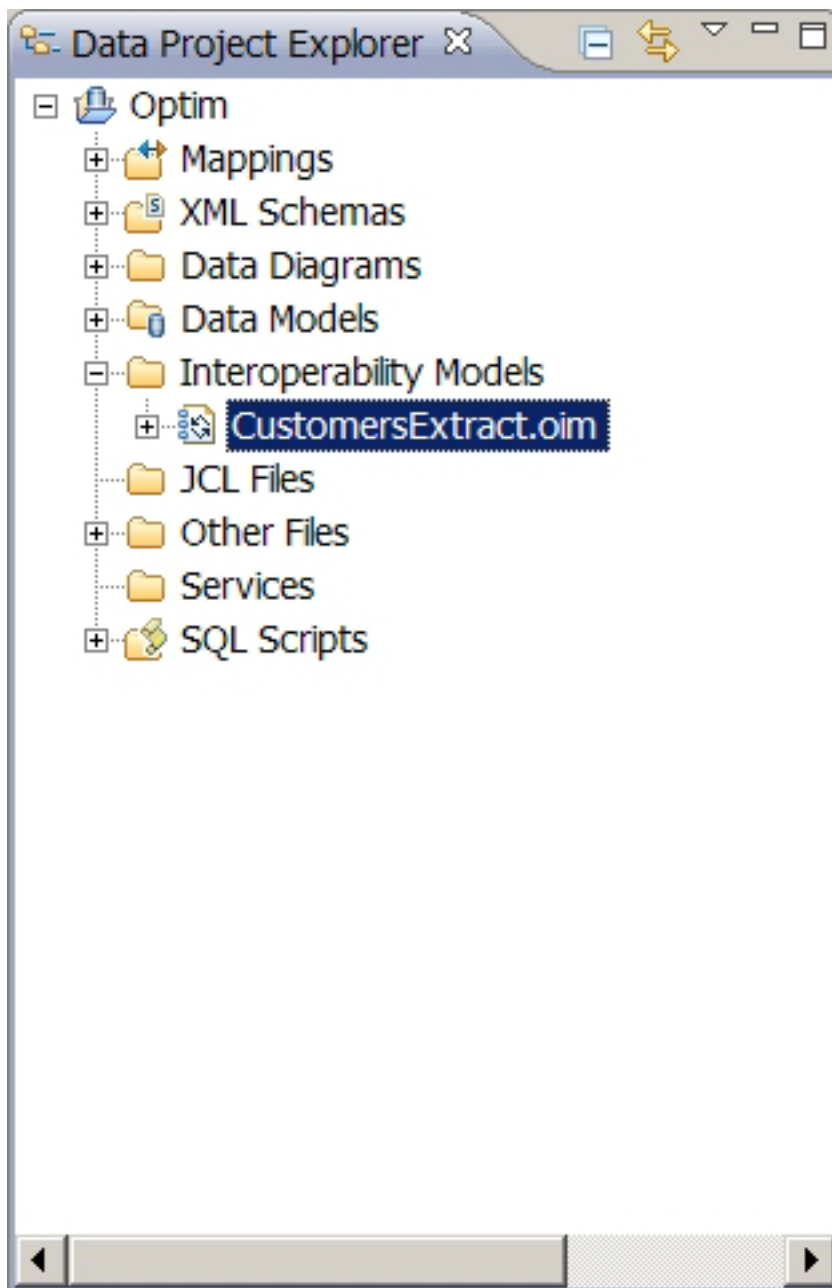 Data Project Explorer
Optim
Mappings
XML Schemas
Data Diagrams
Data Models
Interoperability Models
CustomersExtract.oim
JCL Files
Other Files
Services
SQL Scripts